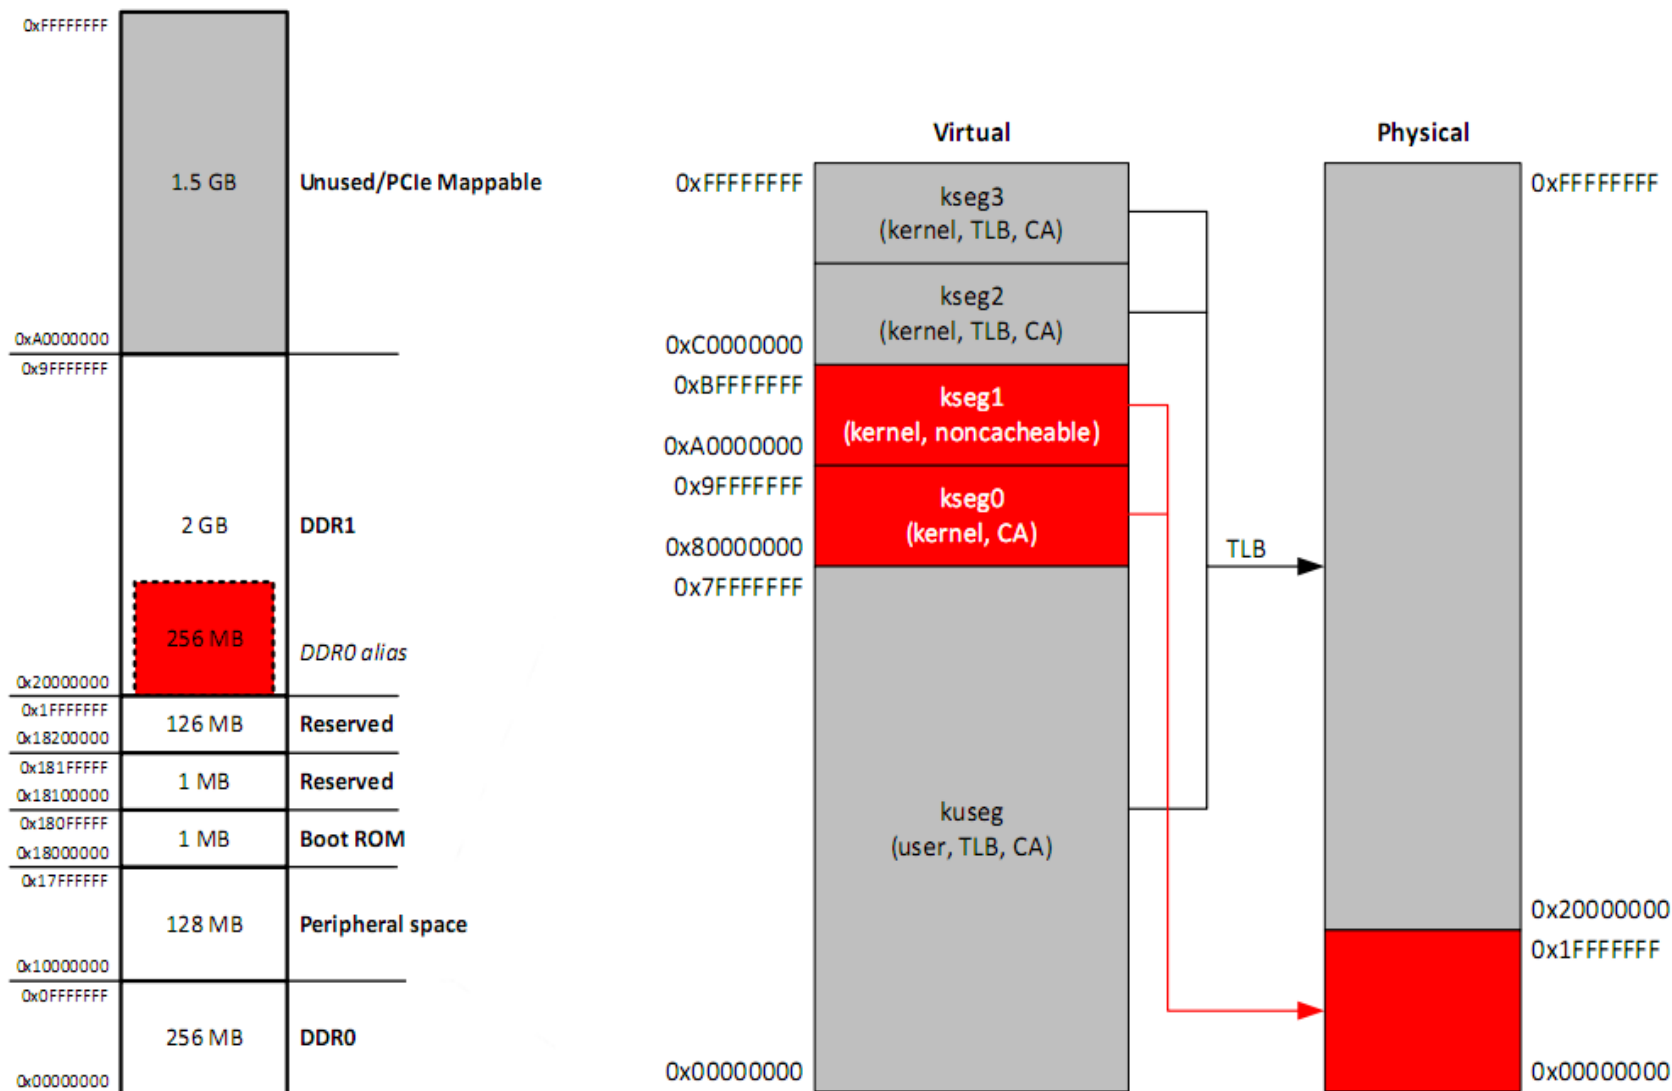 0xFFFFFFFF
1.5 GB
Unused/PCIe Mappable
0xA0000000
0x9FFFFFFF
2 GB
DDR1
256 MB
DDR0 alias
0x20000000
0x1FFFFFFF
126 MB
Reserved
0x18200000
0x181FFFFF
1 MB
Reserved
0x18100000
0x180FFFFF
1 MB
Boot ROM
0x18000000
0x17FFFFFF
128 MB
Peripheral space
0x10000000
0x0FFFFFFF
256 MB
DDR0
0x00000000
Virtual
0xFFFFFFFF
kseg3
(kernel, TLB, CA)
kseg2
(kernel, TLB, CA)
0xC0000000
0xBFFFFFFF
kseg1
(kernel, noncacheable)
0xA0000000
0x9FFFFFFF
kseg0
(kernel, CA)
0x80000000
0x7FFFFFFF
kuseg
(user, TLB, CA)
0x00000000
TLB
Physical
0xFFFFFFFF
0x20000000
0x1FFFFFFF
0x00000000